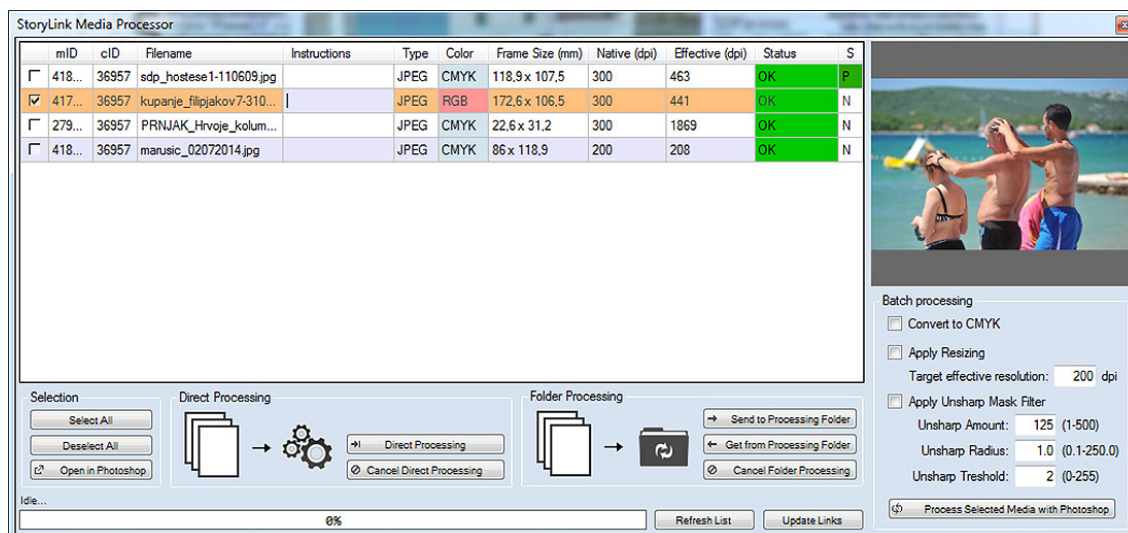 StoryLink Media Processor
mID cID Filename Instructions Type Color Frame Size (mm) Native (dpi) Effective (dpi) Status S
418... 36957 sdp_hostese1-110609.jpg JPEG CMYK 118,9 x 107,5 300 463 OK P
417... 36957 kupanje_filipjakov7-310... JPEG RGB 172,6 x 106,5 300 441 OK N
279... 36957 PRNJAK_Hrvoje_kolum... JPEG CMYK 22,6 x 31,2 300 1869 OK N
418... 36957 marusic_02072014.jpg JPEG CMYK 86 x 118,9 200 208 OK N
Batch processing
Convert to CMYK
Apply Resizing
Target effective resolution: 200 dpi
Apply Unsharp Mask Filter
Unsharp Amount: 125 (1-500)
Unsharp Radius: 1.0 (0.1-250.0)
Unsharp Treshold: 2 (0-255)
Process Selected Media with Photoshop
Selection
Select All
Deselect All
Open in Photoshop
Direct Processing
Direct Processing
Cancel Direct Processing
Folder Processing
Send to Processing Folder
Get from Processing Folder
Cancel Folder Processing
Idle...
0%
Refresh List
Update Links